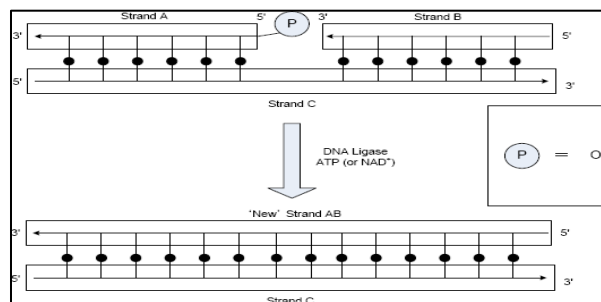 Strand A 5' P 3' Strand B
3' 5'
5' 3'
Strand C
DNA Ligase
ATP (or NAD⁺)
P = O
'New' Strand AB
3' 5'
5' 3'
Strand C